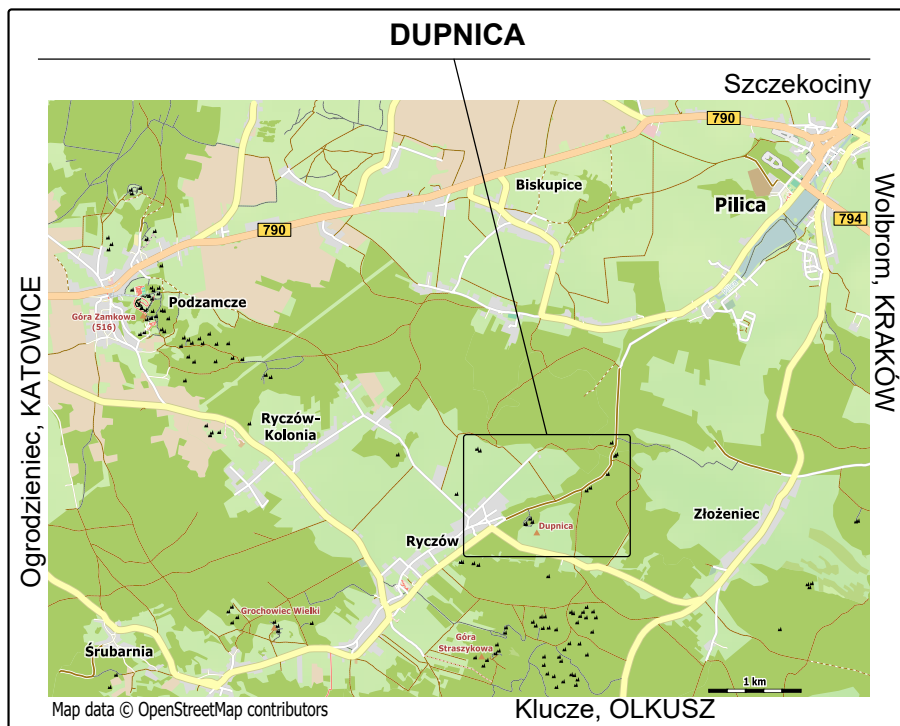 DUPNICA
Szczekociny
790
Biskupice
Pilica
794
790
Wolbrom, KRAKÓW
Podzamcze
Góra Zamkowa
(516)
Ogrodzieniec, KATOWICE
Ryczów-
Kolonia
Złożeniec
Dupnica
Ryczów
Grochowiec Wielki
Góra
Straszykowa
Śrubarnia
1 km
Map data © OpenStreetMap contributors
Klucze, OLKUSZ